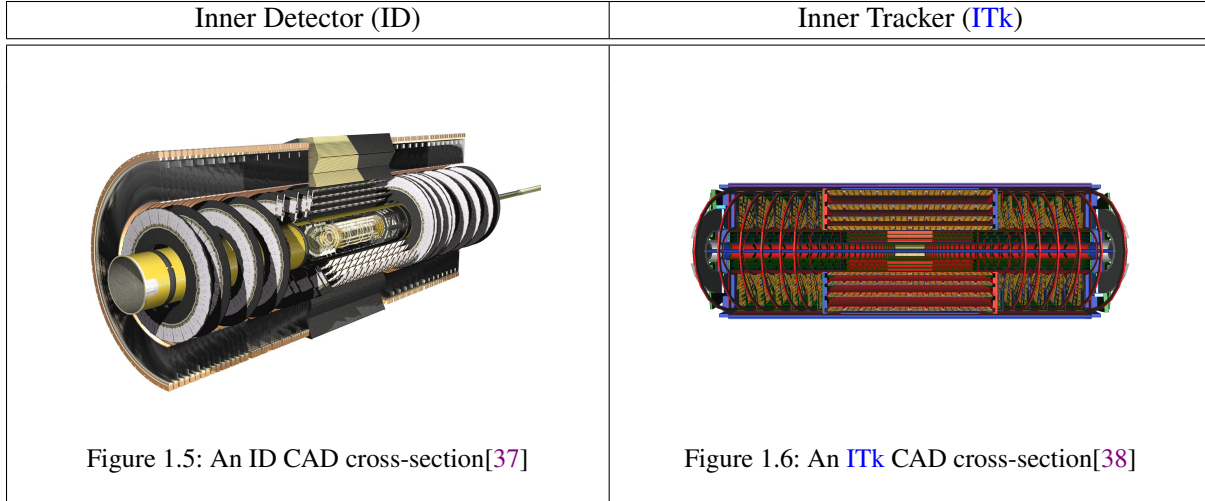 Inner Detector (ID)
Inner Tracker (ITk)
Figure 1.5: An ID CAD cross-section[37]
Figure 1.6: An ITk CAD cross-section[38]